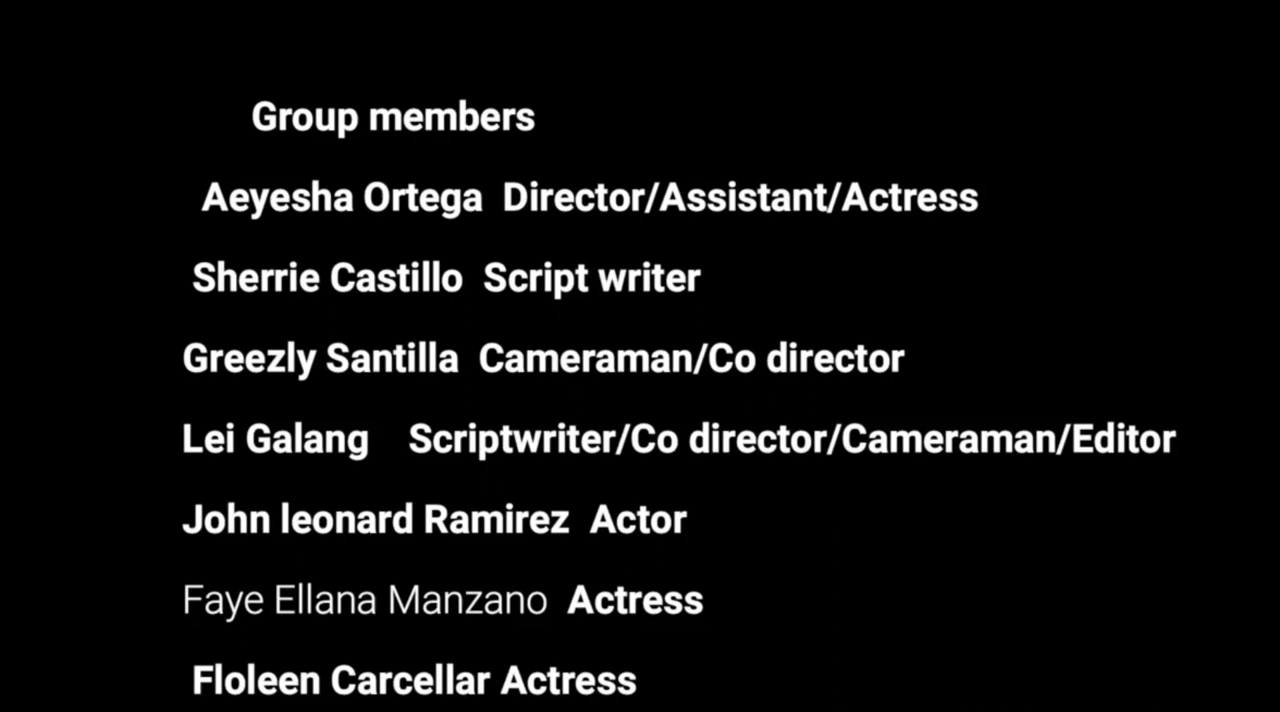 Group members
Aeyesha Ortega Director/Assistant/Actress
Sherrie Castillo Script writer
Greezly Santilla Cameraman/Co director
Lei Galang Scriptwriter/Co director/Cameraman/Editor
John leonard Ramirez Actor
Faye Ellana Manzano Actress
Floleen Carcellar Actress